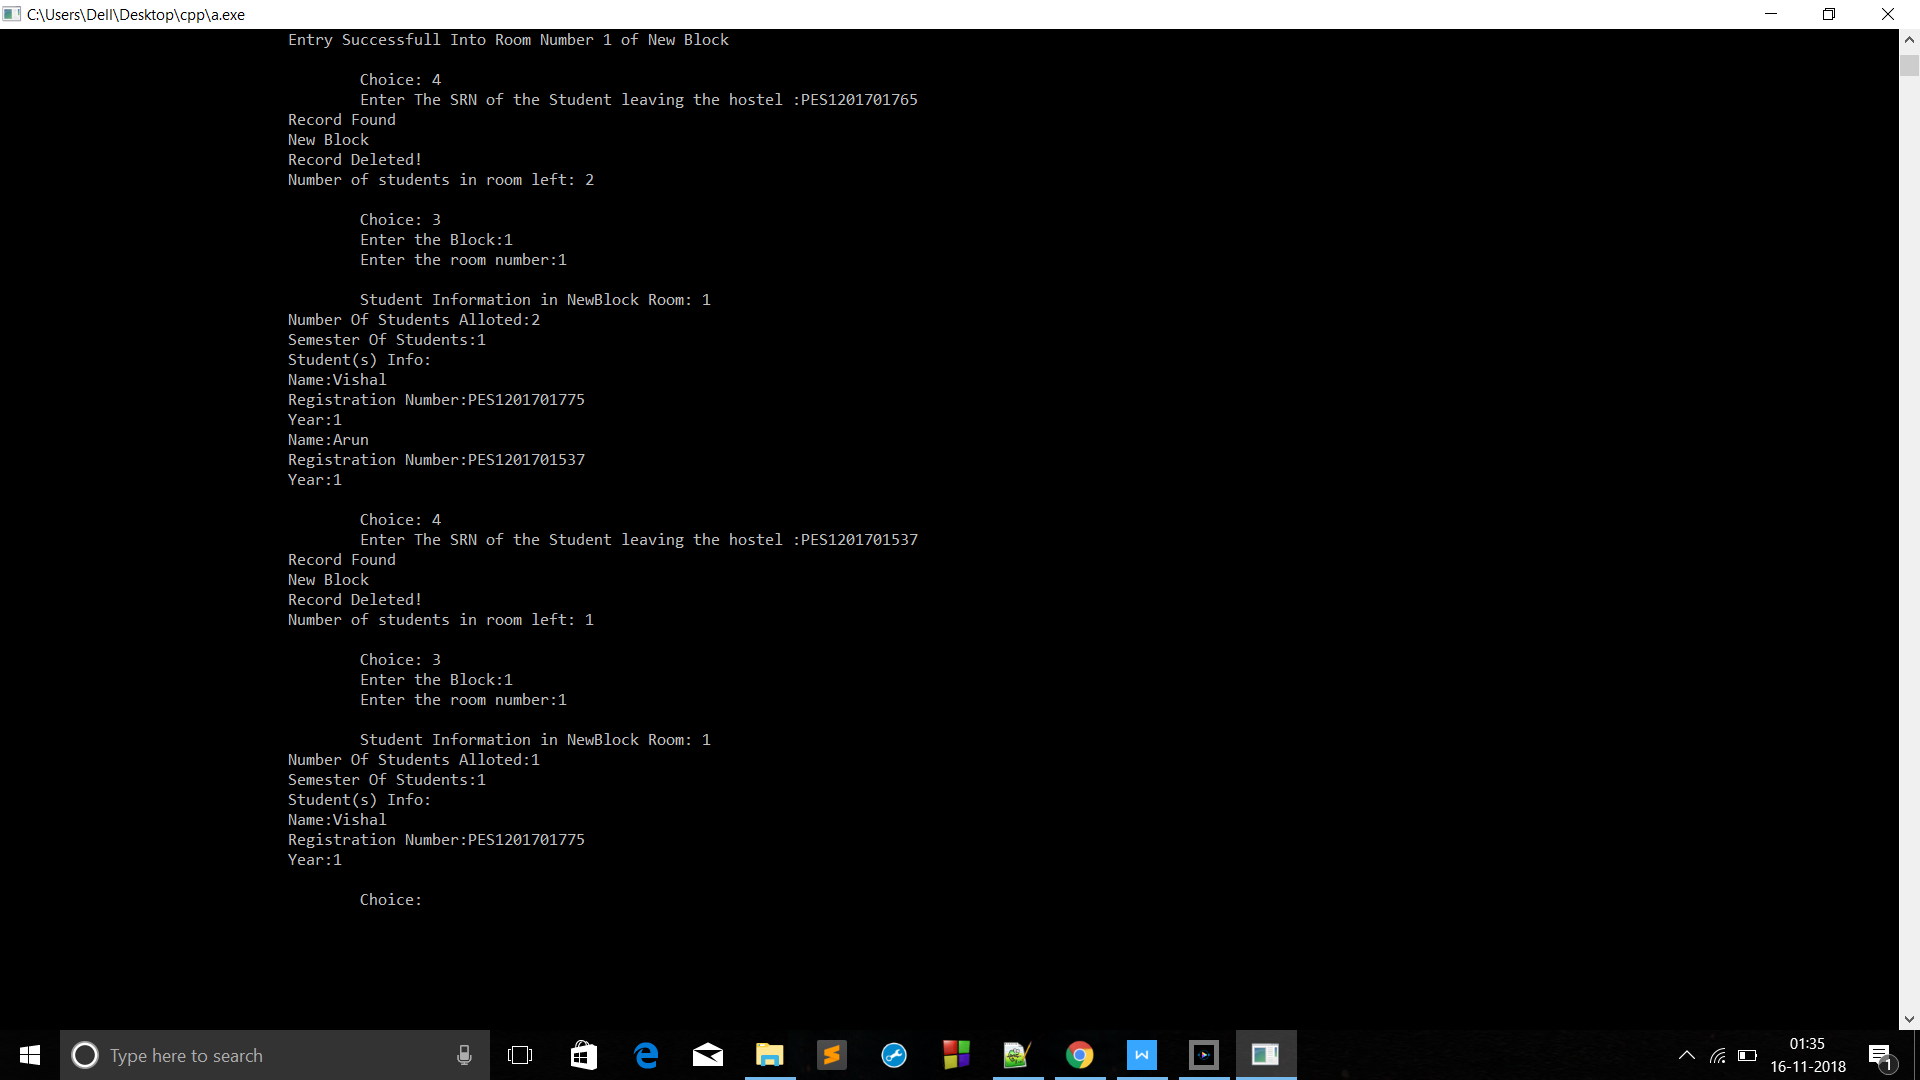 C:\Users\Dell\Desktop\cpp\a.exe
Entry Successfull Into Room Number 1 of New Block
Choice: 4
Enter The SRN of the Student leaving the hostel :PES1201701765
Record Found
New Block
Record Deleted!
Number of students in room left: 2
Choice: 3
Enter the Block:1
Enter the room number:1
Student Information in NewBlock Room: 1
Number Of Students Alloted:2
Semester Of Students:1
Student(s) Info:
Name:Vishal
Registration Number:PES1201701775
Year:1
Name:Arun
Registration Number:PES1201701537
Year:1
Choice: 4
Enter The SRN of the Student leaving the hostel :PES1201701537
Record Found
New Block
Record Deleted!
Number of students in room left: 1
Choice: 3
Enter the Block:1
Enter the room number:1
Student Information in NewBlock Room: 1
Number Of Students Alloted:1
Semester Of Students:1
Student(s) Info:
Name:Vishal
Registration Number:PES1201701775
Year:1
Choice:
Type here to search
01:35
16-11-2018
1